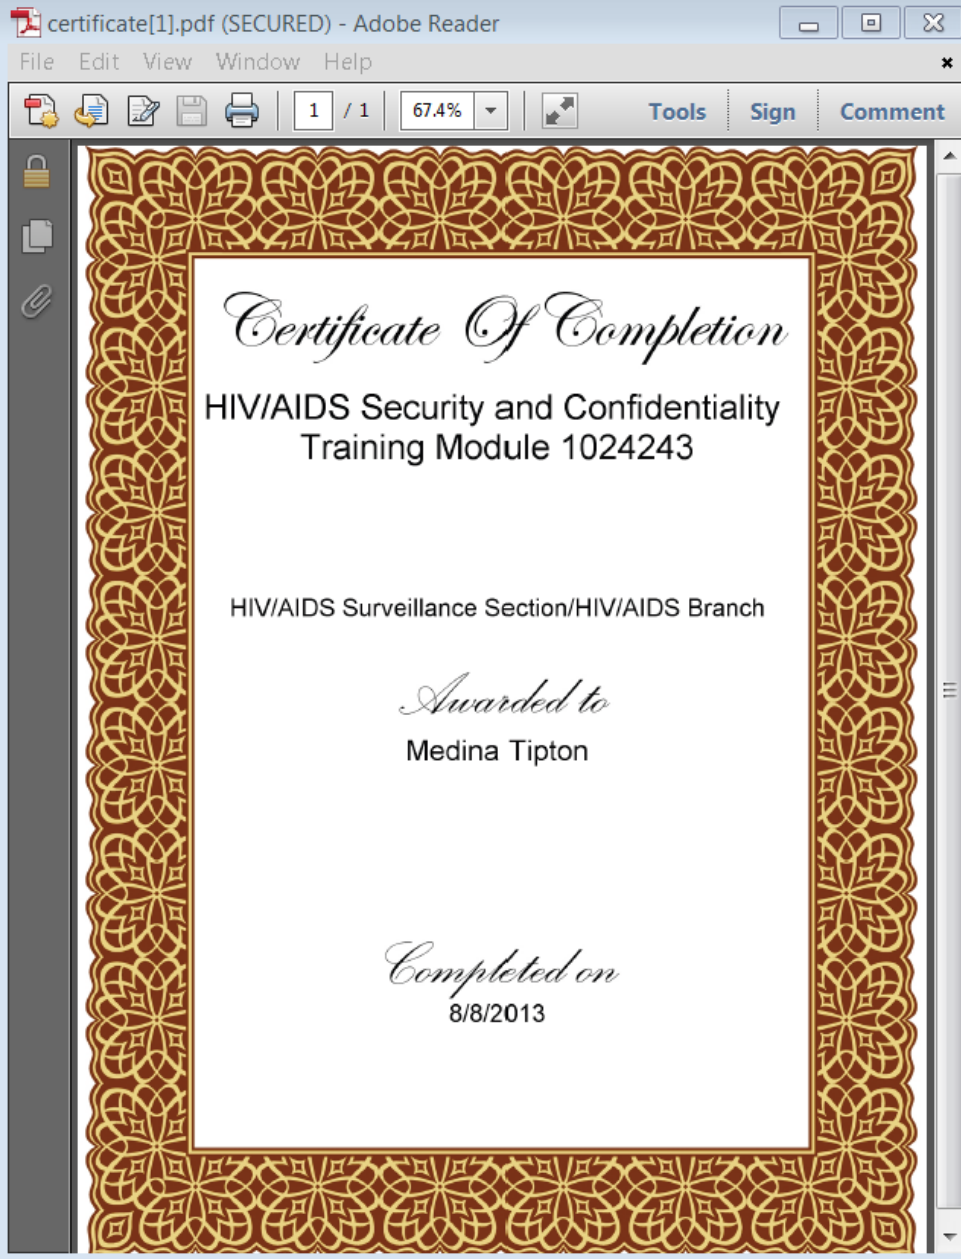 certificate[1].pdf (SECURED) - Adobe Reader
File Edit View Window Help
1 / 1 67.4% Tools Sign Comment
Certificate Of Completion
HIV/AIDS Security and Confidentiality
Training Module 1024243
HIV/AIDS Surveillance Section/HIV/AIDS Branch
Awarded to
Medina Tipton
Completed on
8/8/2013